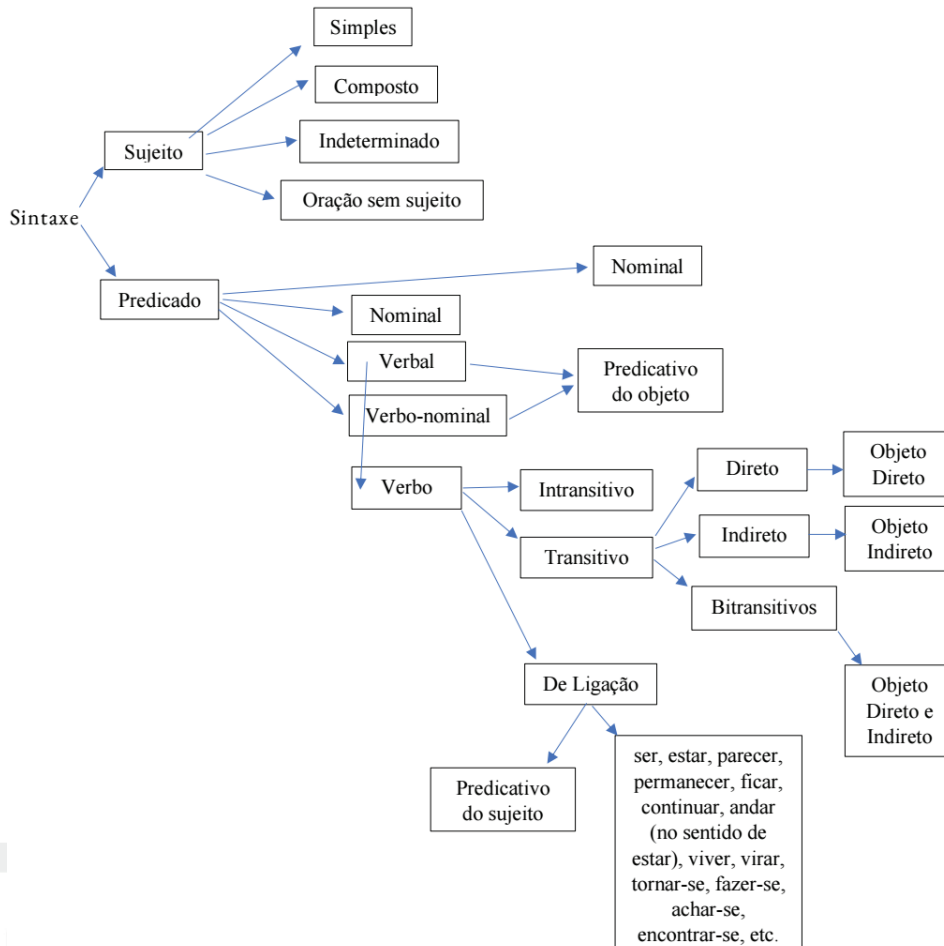 Simples
Composto
Sujeito
Indeterminado
Oração sem sujeito
Sintaxe
Nominal
Predicado
Nominal
Verbal
Predicativo
do objeto
Verbo-nominal
Verbo
Intransitivo
Direto
Objeto
Direto
Transitivo
Indireto
Objeto
Indireto
Bitransitivos
De Ligação
Objeto
Direto e
Indireto
Predicativo
do sujeito
ser, estar, parecer,
permanecer, ficar,
continuar, andar
(no sentido de
estar), viver, virar,
tornar-se, fazer-se,
achar-se,
encontrar-se, etc.